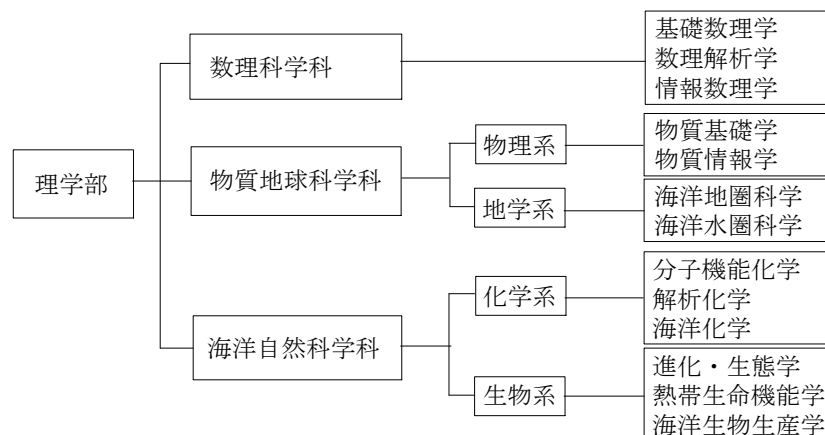 理学部
数理科学科
基礎数理学
数理解析学
情報数理学
物質地球科学科
物理系
物質基礎学
物質情報学
地学系
海洋地圏科学
海洋水圏科学
海洋自然科学科
化学系
分子機能化学
解析化学
海洋化学
生物系
進化・生態学
熱帯生命機能学
海洋生物生産学